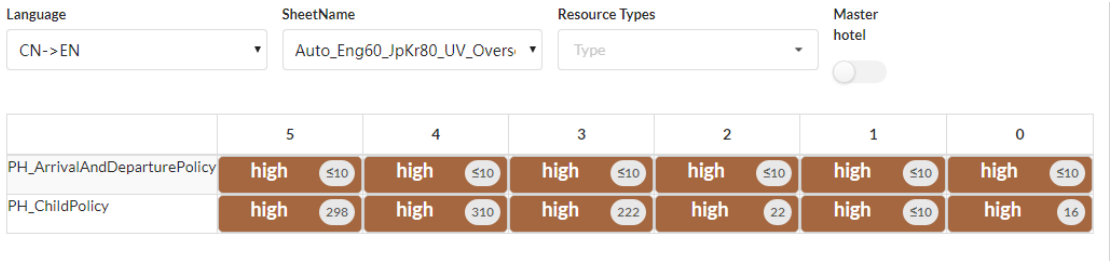 Language SheetName Resource Types Master hotel
CN->EN Auto_Eng60_JpKr80_UV_Overs Type
5 4 3 2 1 0
PH_ArrivalAndDeparturePolicy high ≤10 high ≤10 high ≤10 high ≤10 high ≤10 high ≤10
PH_ChildPolicy high 298 high 310 high 222 high 22 high ≤10 high 16